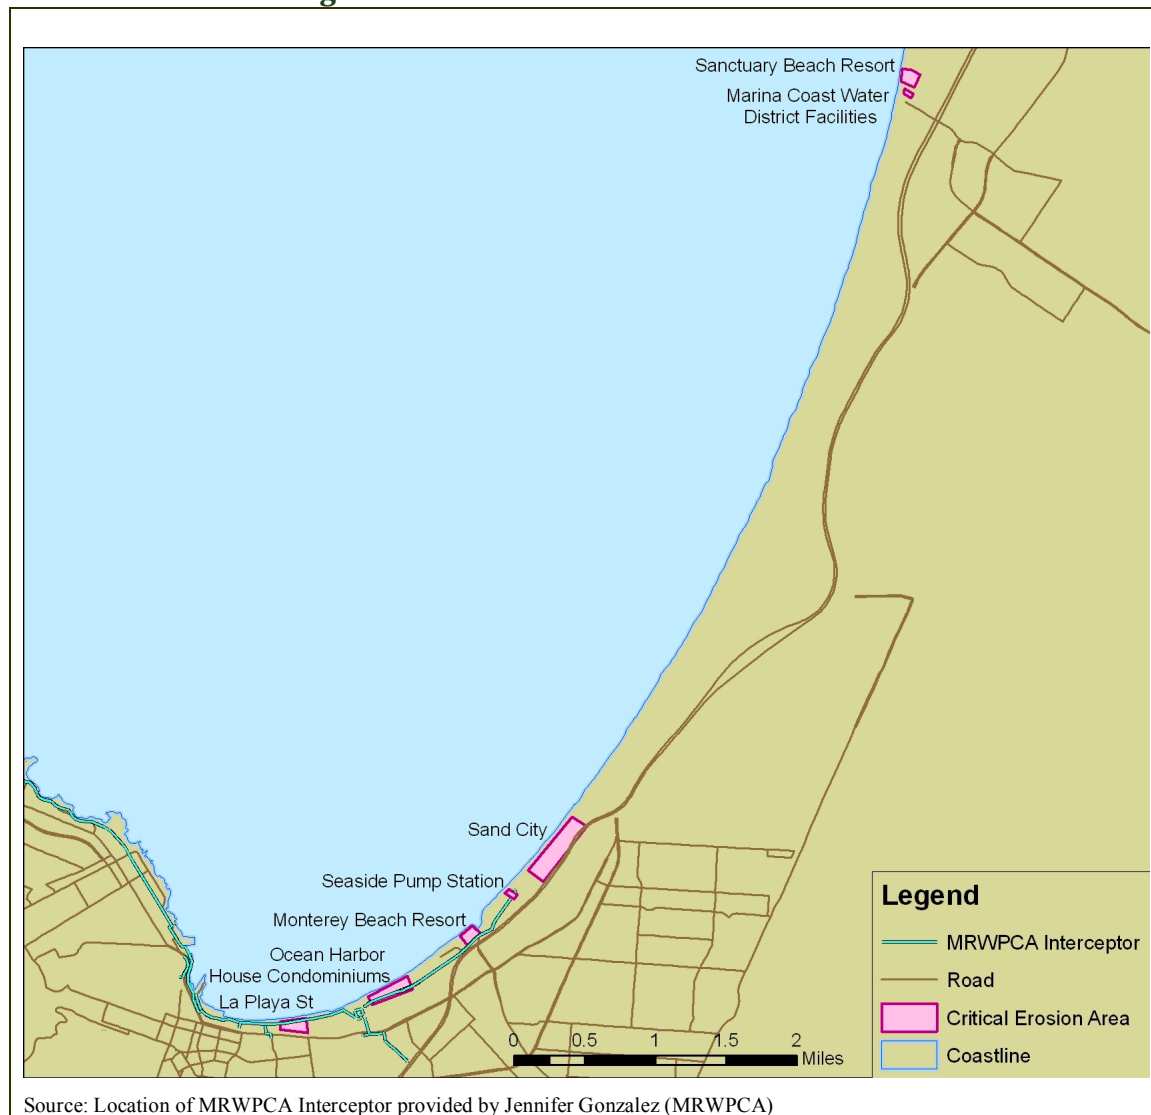 Sanctuary Beach Resort
Marina Coast Water
District Facilities
Sand City
Seaside Pump Station
Monterey Beach Resort
Ocean Harbor
House Condominiums
La Playa St
0 0.5 1 1.5 2
Miles
Legend
MRWPCA Interceptor
Road
Critical Erosion Area
Coastline
Source: Location of MRWPCA Interceptor provided by Jennifer Gonzalez (MRWPCA)